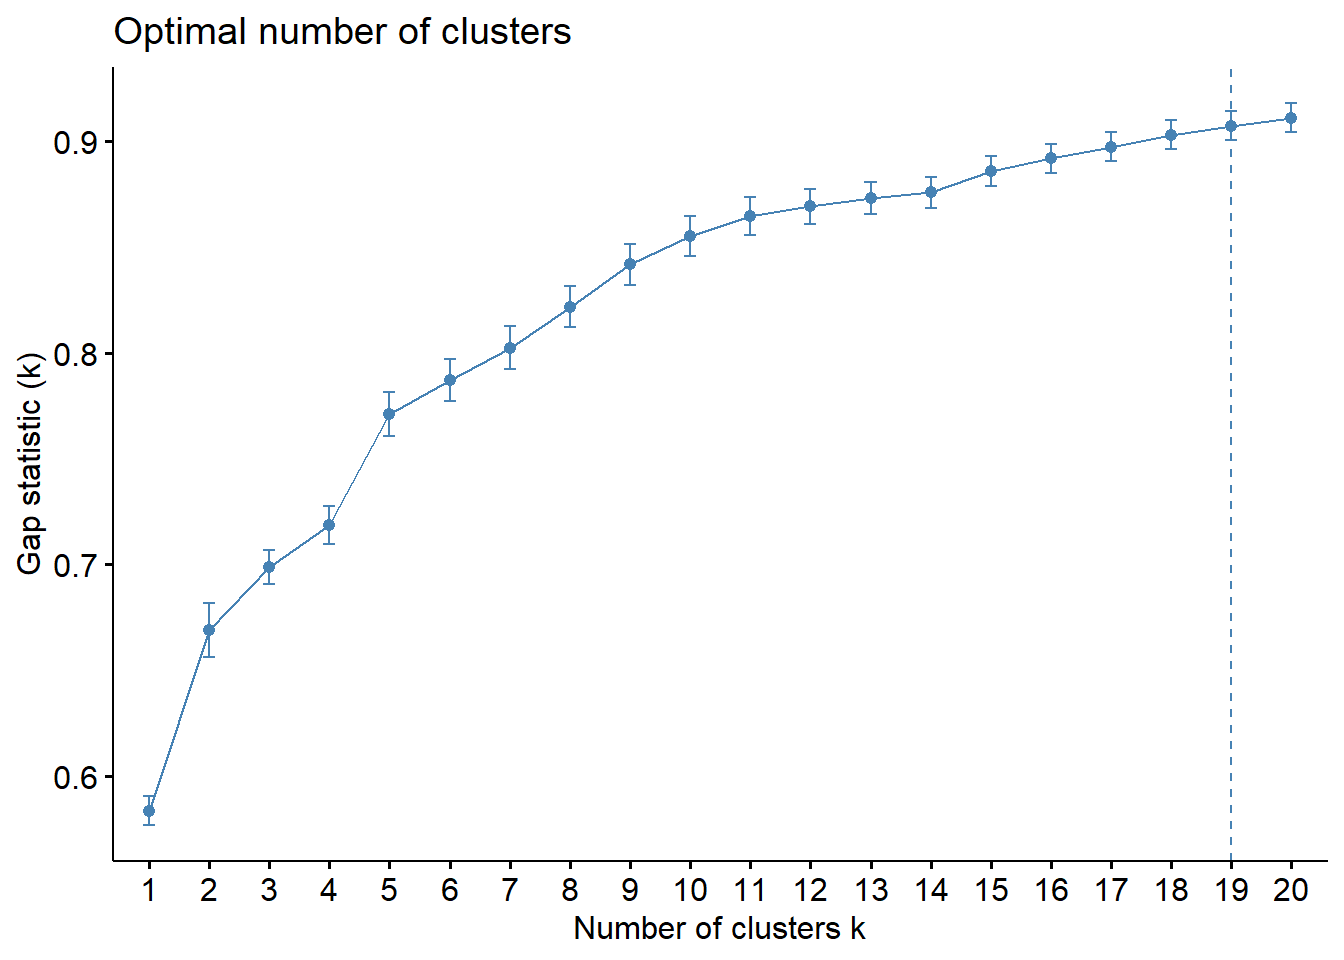 Optimal number of clusters
Gap statistic (k)
0.9
0.8
0.7
0.6
1 2 3 4 5 6 7 8 9 10 11 12 13 14 15 16 17 18 19 20
Number of clusters k